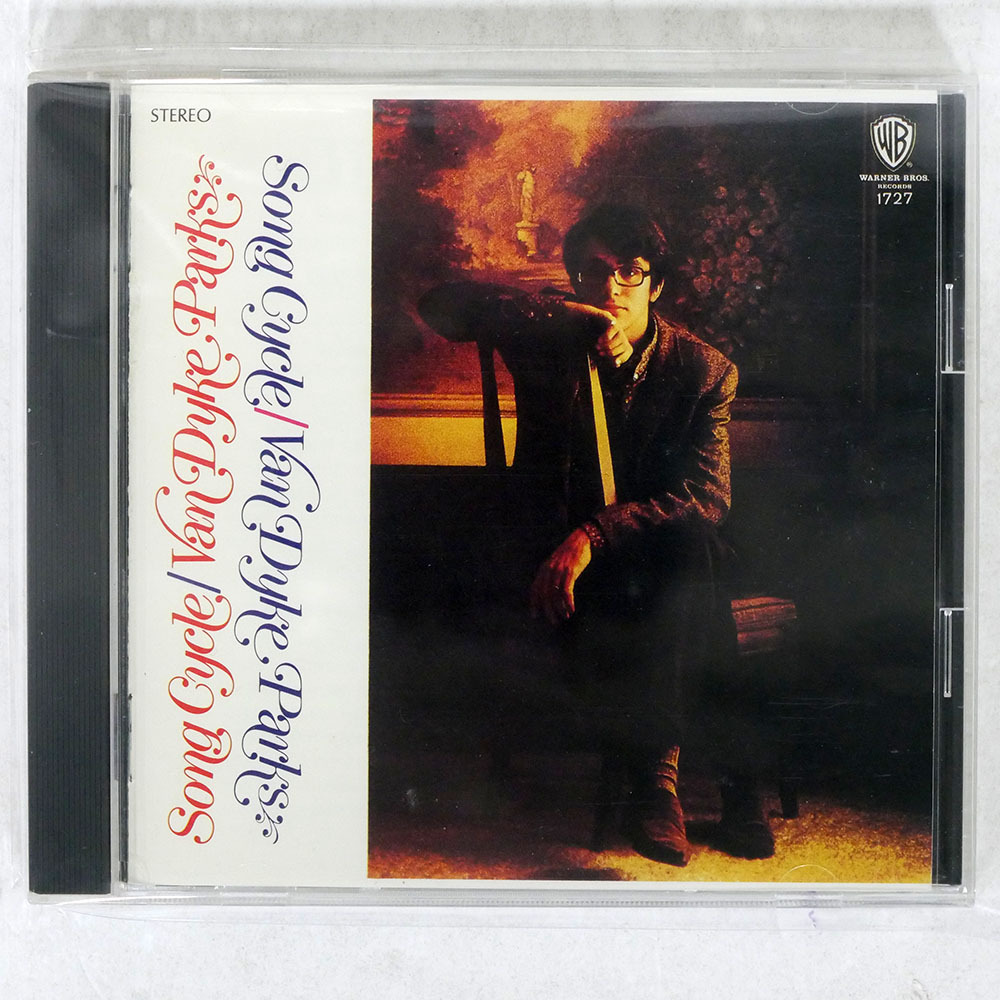 STEREO
Song Cycle/Van Dyke Parks
Song Cycle/Van Dyke Parks
WB
®
WARNER BROS.
RECORDS
1727